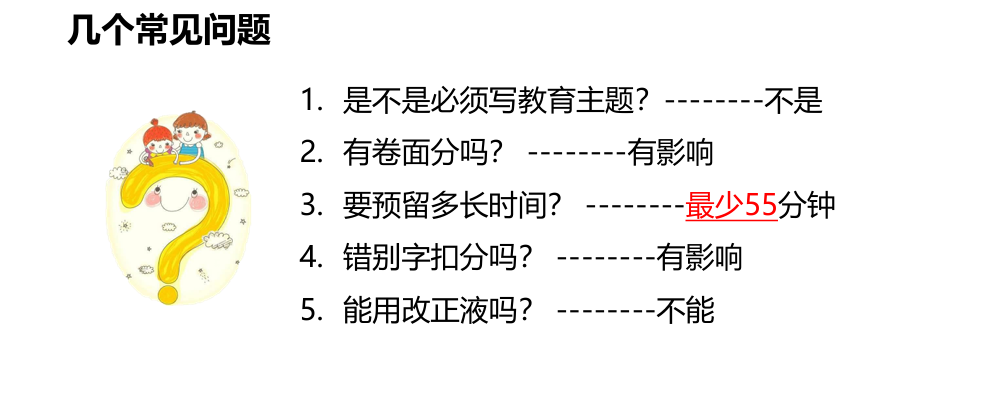 几个常见问题
1. 是不是必须写教育主题？--------不是
2. 有卷面分吗？ --------有影响
3. 要预留多长时间？ --------最少55分钟
4. 错别字扣分吗？ --------有影响
5. 能用改正液吗？ --------不能